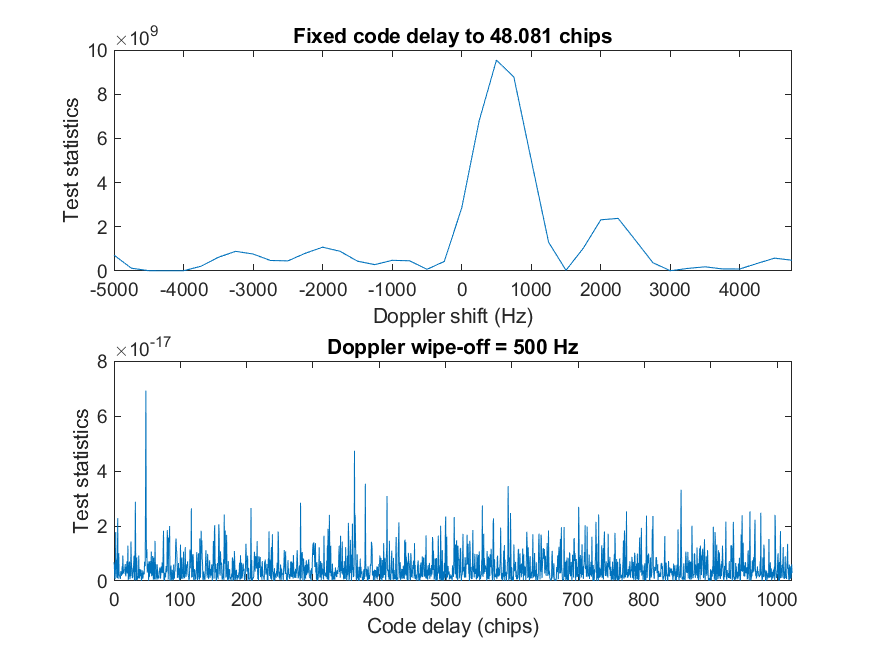 Fixed code delay to 48.081 chips
×10^9
10
8
6
4
2
0
Test statistics
-5000 -4000 -3000 -2000 -1000 0 1000 2000 3000 4000
Doppler shift (Hz)
Doppler wipe-off = 500 Hz
×10^-17
8
6
4
2
0
Test statistics
0 100 200 300 400 500 600 700 800 900 1000
Code delay (chips)